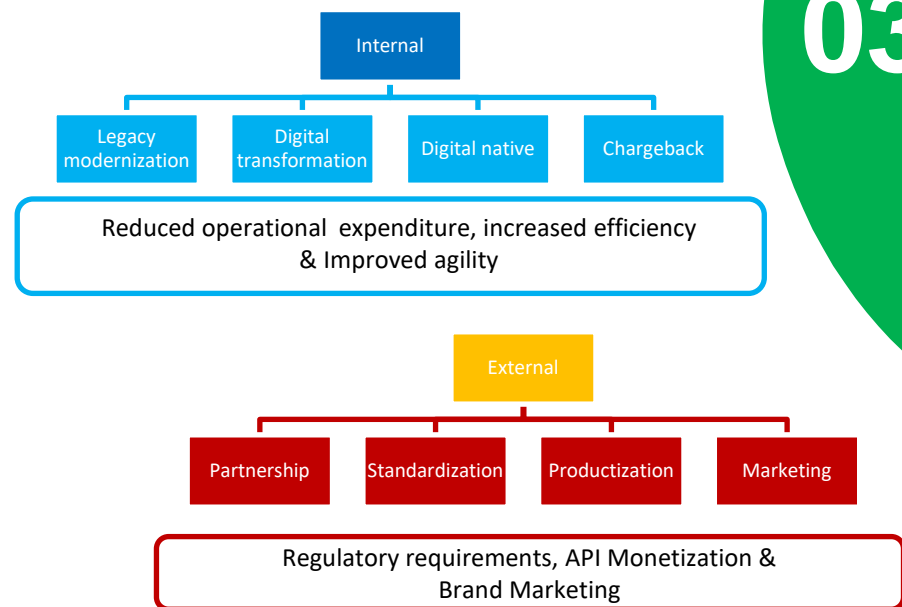 03
Internal
Legacy
modernization
Digital
transformation
Digital native
Chargeback
Reduced operational expenditure, increased efficiency
& Improved agility
External
Partnership
Standardization
Productization
Marketing
Regulatory requirements, API Monetization &
Brand Marketing